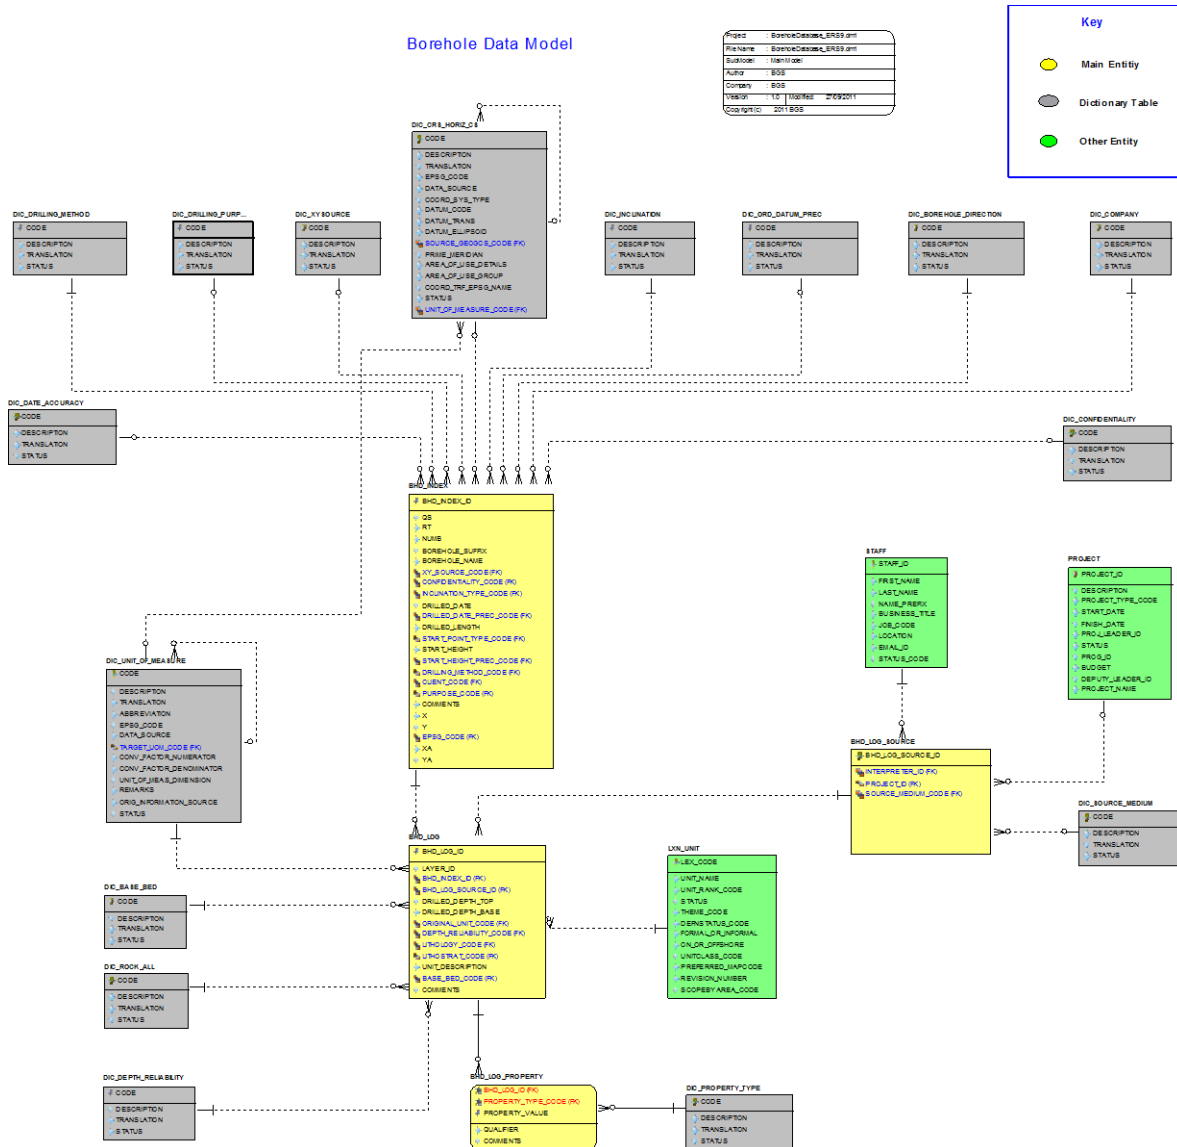 Borehole Data Model
Project : BoreholeDatabase_ERS9.dm1
File Name : BoreholeDatabase_ERS9.dm1
SubModel : Main Model
Author : BGS
Company : BGS
Version : 1.0 Modified: 27/09/2011
Copyright (c) 2011 BGS
Key
Main Entitiy
Dictionary Table
Other Entity
DIC_CRS_HORIZ_CS
CODE
DESCRIPTION
TRANSLATION
EPSG_CODE
DATA_SOURCE
COORD_SYS_TYPE
DATUM_CODE
DATUM_TRANS
DATUM_ELLIPSOID
SOURCE_GEOGCS_CODE (FK)
PRIME_MERIDIAN
AREA_OF_USE_DETAILS
AREA_OF_USE_GROUP
COORD_TRF_EPSG_NAME
STATUS
UNIT_OF_MEASURE_CODE (FK)
DIC_DRILLING_METHOD
CODE
DESCRIPTION
TRANSLATION
STATUS
DIC_DRILLING_PURP...
CODE
DESCRIPTION
TRANSLATION
STATUS
DIC_XYSOURCE
CODE
DESCRIPTION
TRANSLATION
STATUS
DIC_INCLINATION
CODE
DESCRIPTION
TRANSLATION
STATUS
DIC_ORD_DATUM_PREC
CODE
DESCRIPTION
TRANSLATION
STATUS
DIC_BOREHOLE_DIRECTION
CODE
DESCRIPTION
TRANSLATION
STATUS
DIC_COMPANY
CODE
DESCRIPTION
TRANSLATION
STATUS
DIC_DATE_ACCURACY
CODE
DESCRIPTION
TRANSLATION
STATUS
DIC_CONFIDENTIALITY
CODE
DESCRIPTION
TRANSLATION
STATUS
BHD_INDEX
BHD_INDEX_ID
QS
RT
NUMB
BOREHOLE_SUFFIX
BOREHOLE_NAME
XY_SOURCE_CODE (FK)
CONFIDENTIALITY_CODE (FK)
INCLINATION_TYPE_CODE (FK)
DRILLED_DATE
DRILLED_DATE_PREC_CODE (FK)
DRILLED_LENGTH
START_POINT_TYPE_CODE (FK)
START_HEIGHT
START_HEIGHT_PREC_CODE (FK)
DRILLING_METHOD_CODE (FK)
CLIENT_CODE (FK)
PURPOSE_CODE (FK)
COMMENTS
X
Y
EPSG_CODE (FK)
XA
YA
STAFF
STAFF_ID
FIRST_NAME
LAST_NAME
NAME_PREFIX
BUSINESS_TITLE
JOB_CODE
LOCATION
EMAIL_ID
STATUS_CODE
PROJECT
PROJECT_ID
DESCRIPTION
PROJECT_TYPE_CODE
START_DATE
FINISH_DATE
PROJ_LEADER_ID
STATUS
PROG_ID
BUDGET
DEPUTY_LEADER_ID
PROJECT_NAME
DIC_UNIT_OF_MEASURE
CODE
DESCRIPTION
TRANSLATION
ABBREVIATION
EPSG_CODE
DATA_SOURCE
TARGET_UOM_CODE (FK)
CONV_FACTOR_NUMERATOR
CONV_FACTOR_DENOMINATOR
UNIT_OF_MEAS_DIMENSION
REMARKS
ORIG_INFORMATION_SOURCE
STATUS
BHD_LOG_SOURCE
BHD_LOG_SOURCE_ID
INTERPRETER_ID (FK)
PROJECT_ID (FK)
SOURCE_MEDIUM_CODE (FK)
DIC_SOURCE_MEDIUM
CODE
DESCRIPTION
TRANSLATION
STATUS
BHD_LOG
BHD_LOG_ID
LAYER_ID
BHD_INDEX_ID (FK)
BHD_LOG_SOURCE_ID (FK)
DRILLED_DEPTH_TOP
DRILLED_DEPTH_BASE
ORIGINAL_UNIT_CODE (FK)
DEPTH_RELIABILITY_CODE (FK)
LITHOLOGY_CODE (FK)
LITHOSTRAT_CODE (FK)
UNIT_DESCRIPTION
BASE_BED_CODE (FK)
COMMENTS
LXN_UNIT
LEX_CODE
UNIT_NAME
UNIT_RANK_CODE
STATUS
THEME_CODE
DEFNSTATUS_CODE
FORMAL_OR_INFORMAL
ON_OR_OFFSHORE
UNITCLASS_CODE
PREFERRED_MAPCODE
REVISION_NUMBER
SCOPEBYAREA_CODE
DIC_BASE_BED
CODE
DESCRIPTION
TRANSLATION
STATUS
DIC_ROCK_ALL
CODE
DESCRIPTION
TRANSLATION
STATUS
DIC_DEPTH_RELIABILITY
CODE
DESCRIPTION
TRANSLATION
STATUS
BHD_LOG_PROPERTY
BHD_LOG_ID (FK)
PROPERTY_TYPE_CODE (FK)
PROPERTY_VALUE
QUALIFIER
COMMENTS
DIC_PROPERTY_TYPE
CODE
DESCRIPTION
TRANSLATION
STATUS